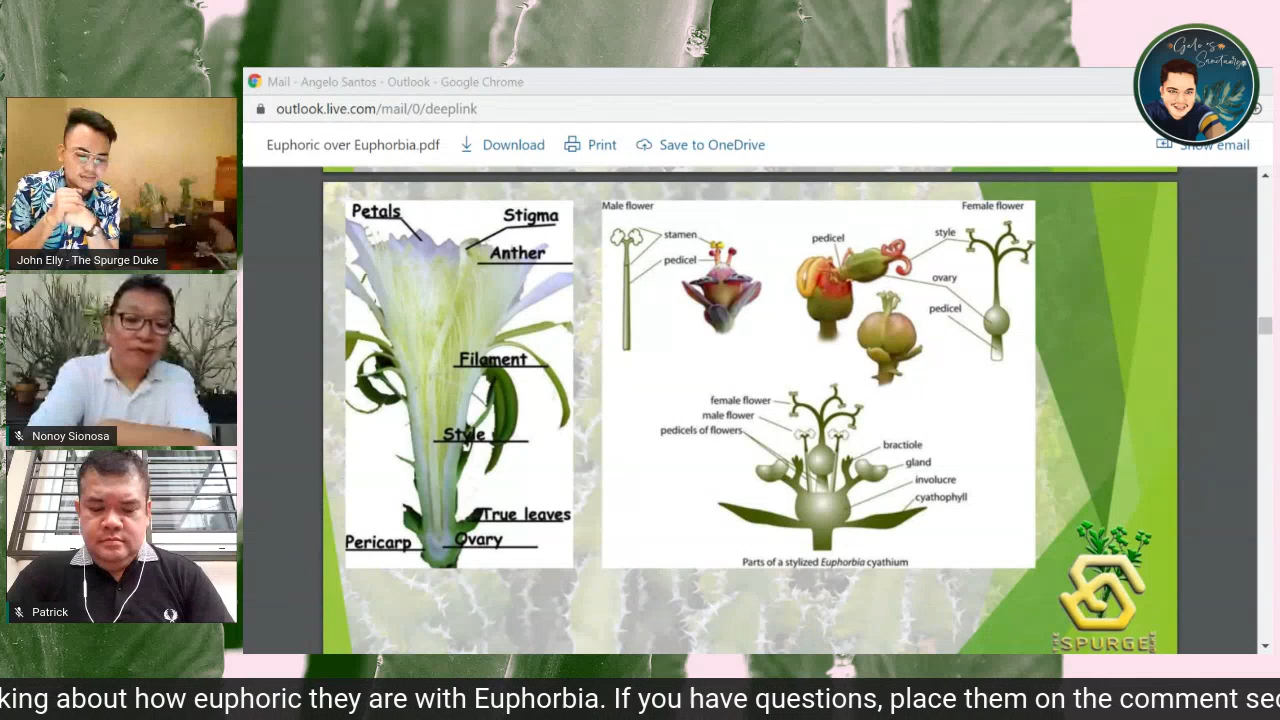 Gelo's
Sanctuary
Mail - Angelo Santos - Outlook - Google Chrome
outlook.live.com/mail/0/deeplink
Euphoric over Euphorbia.pdf
Download
Print
Save to OneDrive
Show email
John Elly - The Spurge Duke
Nonoy Sionosa
Patrick
Petals
Stigma
Anther
Filament
Style
True leaves
Pericarp
Ovary
Male flower
Female flower
stamen
pedicel
pedicel
style
ovary
pedicel
female flower
male flower
pedicels of flowers
bractiole
gland
involucre
cyathophyll
Parts of a stylized Euphorbia cyathium
SPURGE
king about how euphoric they are with Euphorbia. If you have questions, place them on the comment sec